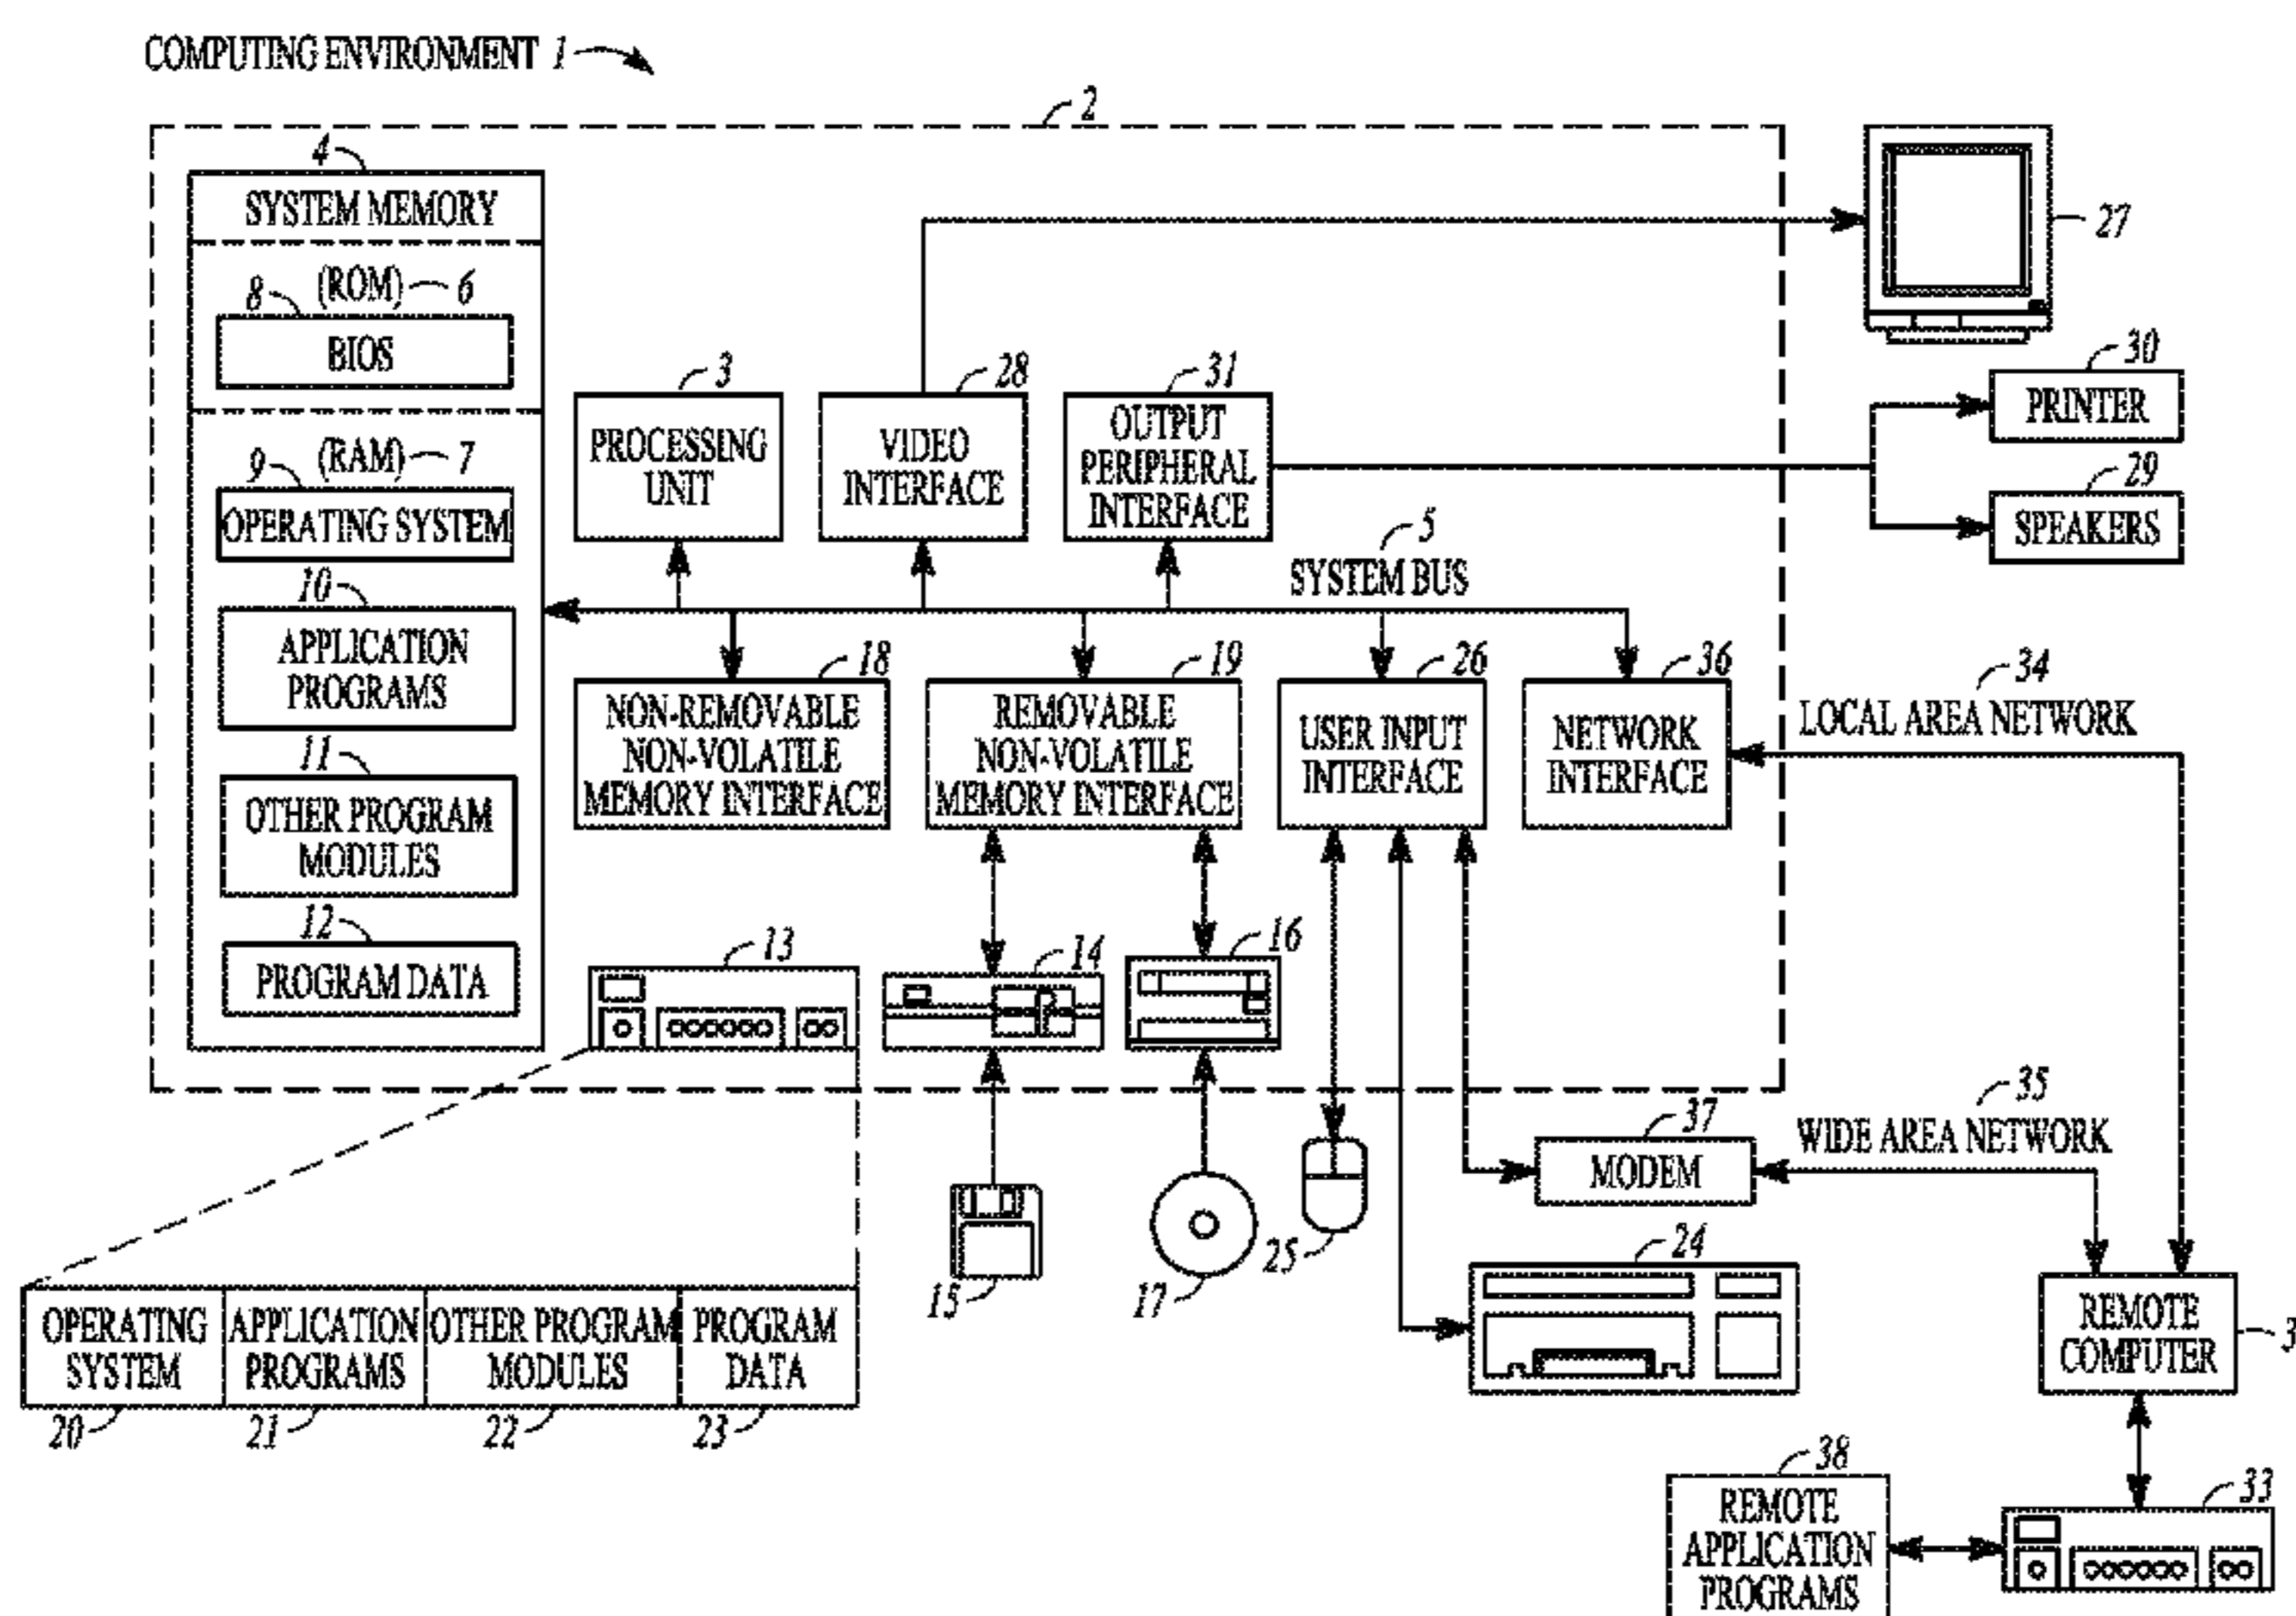 COMPUTING ENVIRONMENT 1
2
4
SYSTEM MEMORY
(ROM) 6
8
BIOS
(RAM) 7
9
OPERATING SYSTEM
10
APPLICATION
PROGRAMS
11
OTHER PROGRAM
MODULES
12
PROGRAM DATA
3
PROCESSING
UNIT
28
VIDEO
INTERFACE
31
OUTPUT
PERIPHERAL
INTERFACE
5
SYSTEM BUS
27
30
PRINTER
29
SPEAKERS
18
NON-REMOVABLE
NON-VOLATILE
MEMORY INTERFACE
19
REMOVABLE
NON-VOLATILE
MEMORY INTERFACE
26
USER INPUT
INTERFACE
36
NETWORK
INTERFACE
34
LOCAL AREA NETWORK
13
14
16
15
17
25
37
MODEM
35
WIDE AREA NETWORK
24
REMOTE
COMPUTER
OPERATING
SYSTEM
20
APPLICATION
PROGRAMS
21
OTHER PROGRAM
MODULES
22
PROGRAM
DATA
23
38
REMOTE
APPLICATION
PROGRAMS
33